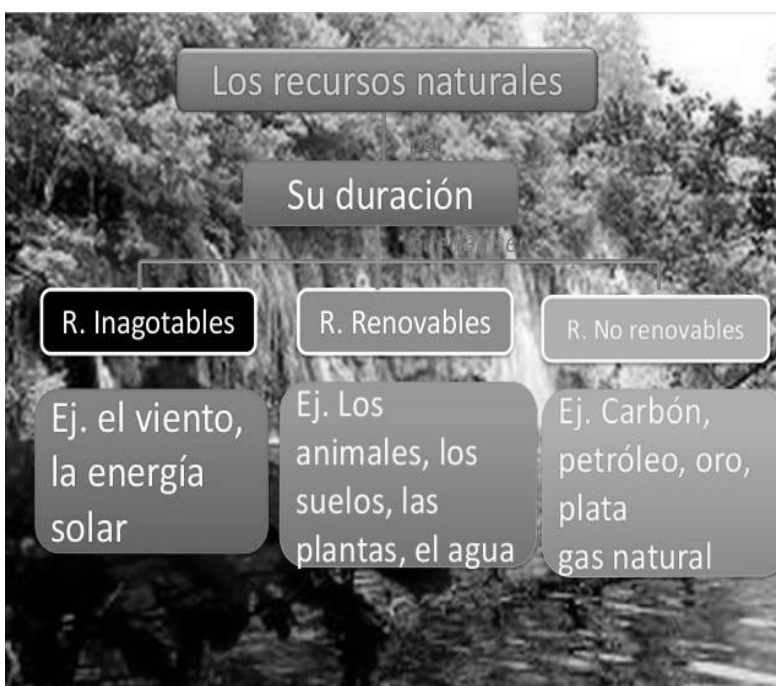 Los recursos naturales
por
Su duración
R. Inagotables
R. Renovables
R. No renovables
Ej. el viento,
la energía
solar
Ej. Los
animales, los
suelos, las
plantas, el agua
Ej. Carbón,
petróleo, oro,
plata
gas natural